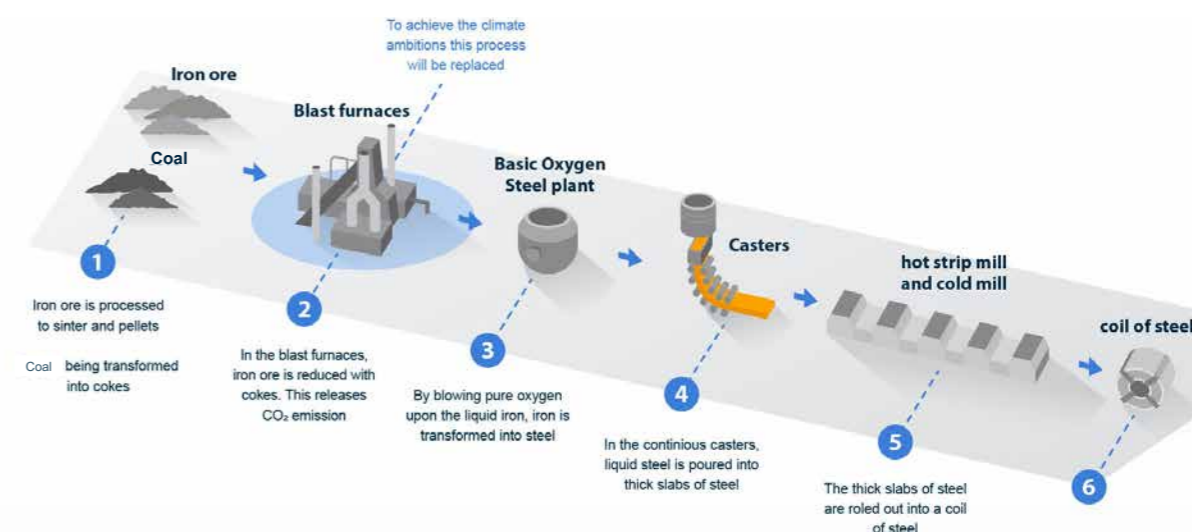 To achieve the climate
ambitions this process
will be replaced
Iron ore
Blast furnaces
Coal
Basic Oxygen
Steel plant
Casters
hot strip mill
and cold mill
coil of steel
1
Iron ore is processed
to sinter and pellets
Coal being transformed
into cokes
2
In the blast furnaces,
iron ore is reduced with
cokes. This releases
CO₂ emission
3
By blowing pure oxygen
upon the liquid iron, iron is
transformed into steel
4
In the continious casters,
liquid steel is poured into
thick slabs of steel
5
The thick slabs of steel
are roled out into a coil
of steel
6